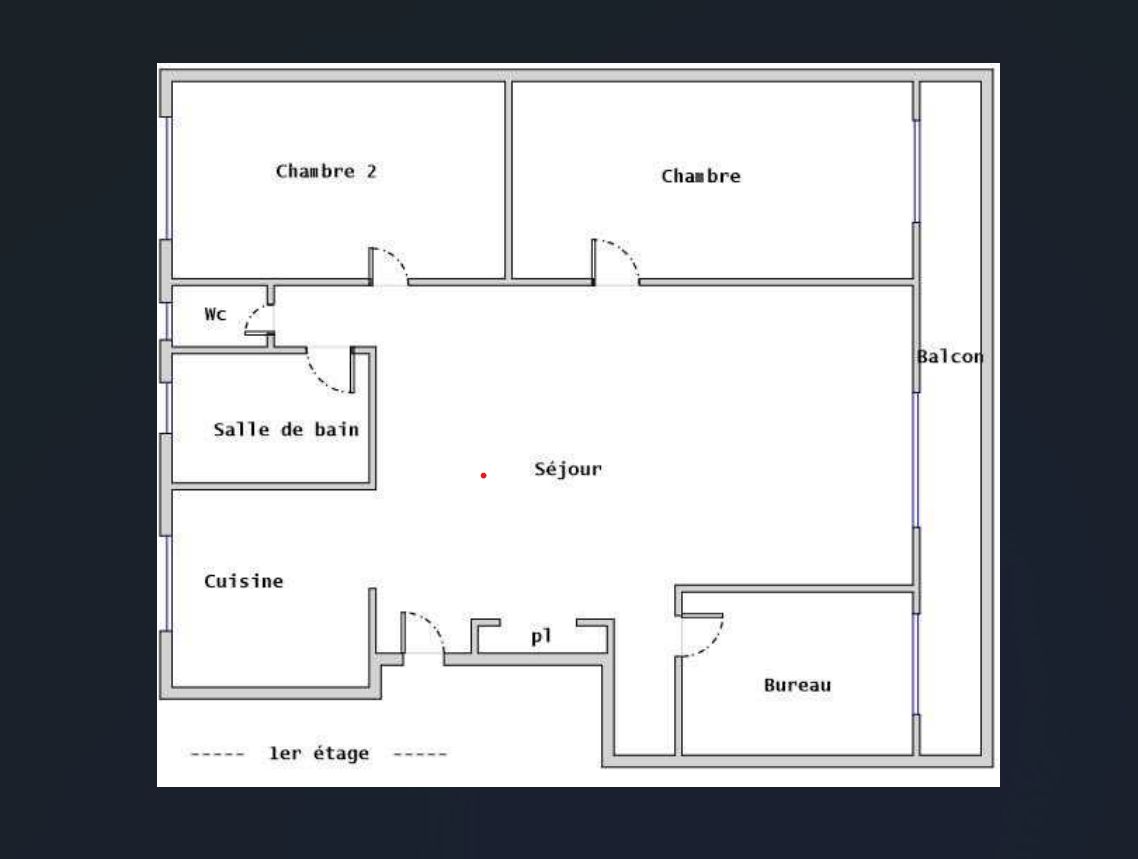 Chambre 2
Chambre
Wc
Balcon
Salle de bain
Séjour
Cuisine
pl
Bureau
----- 1er étage -----